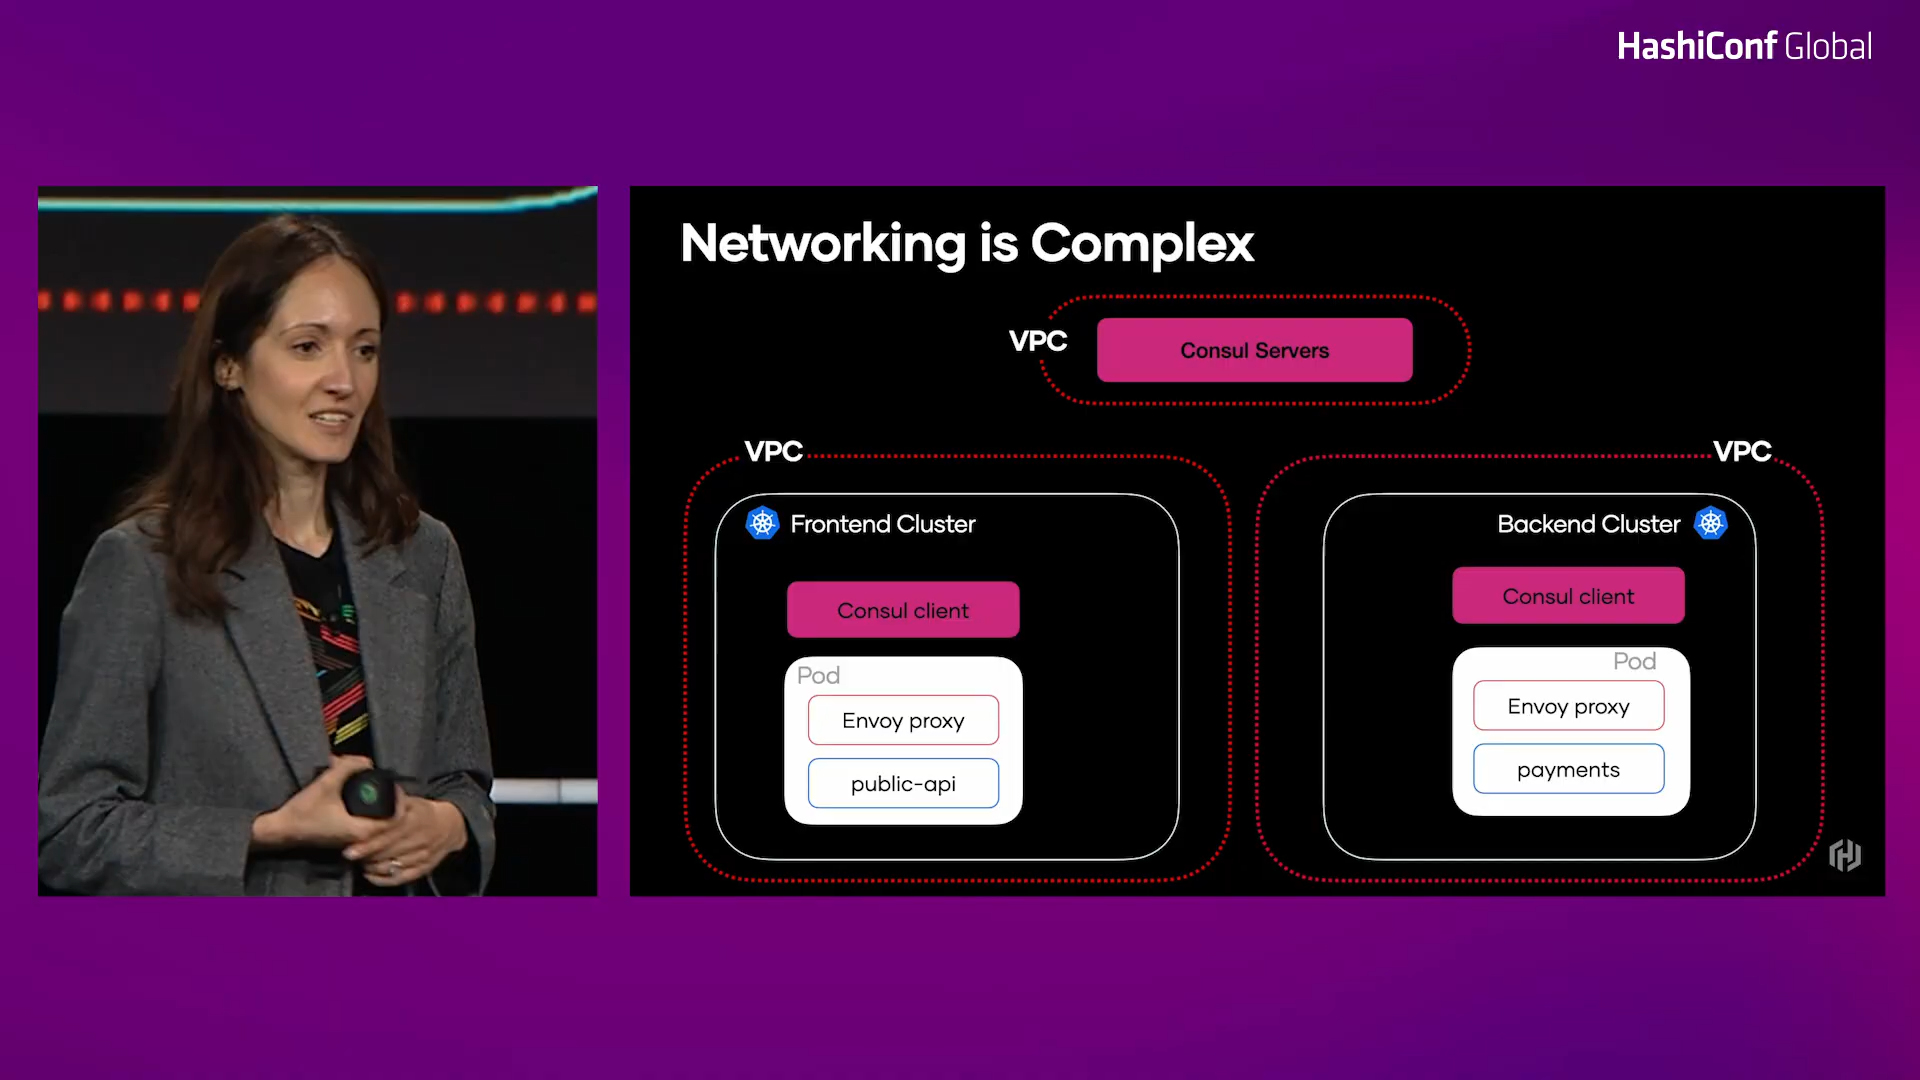 HashiConf Global
Networking is Complex
VPC
Consul Servers
VPC
VPC
Frontend Cluster
Backend Cluster
Consul client
Consul client
Pod
Pod
Envoy proxy
Envoy proxy
public-api
payments